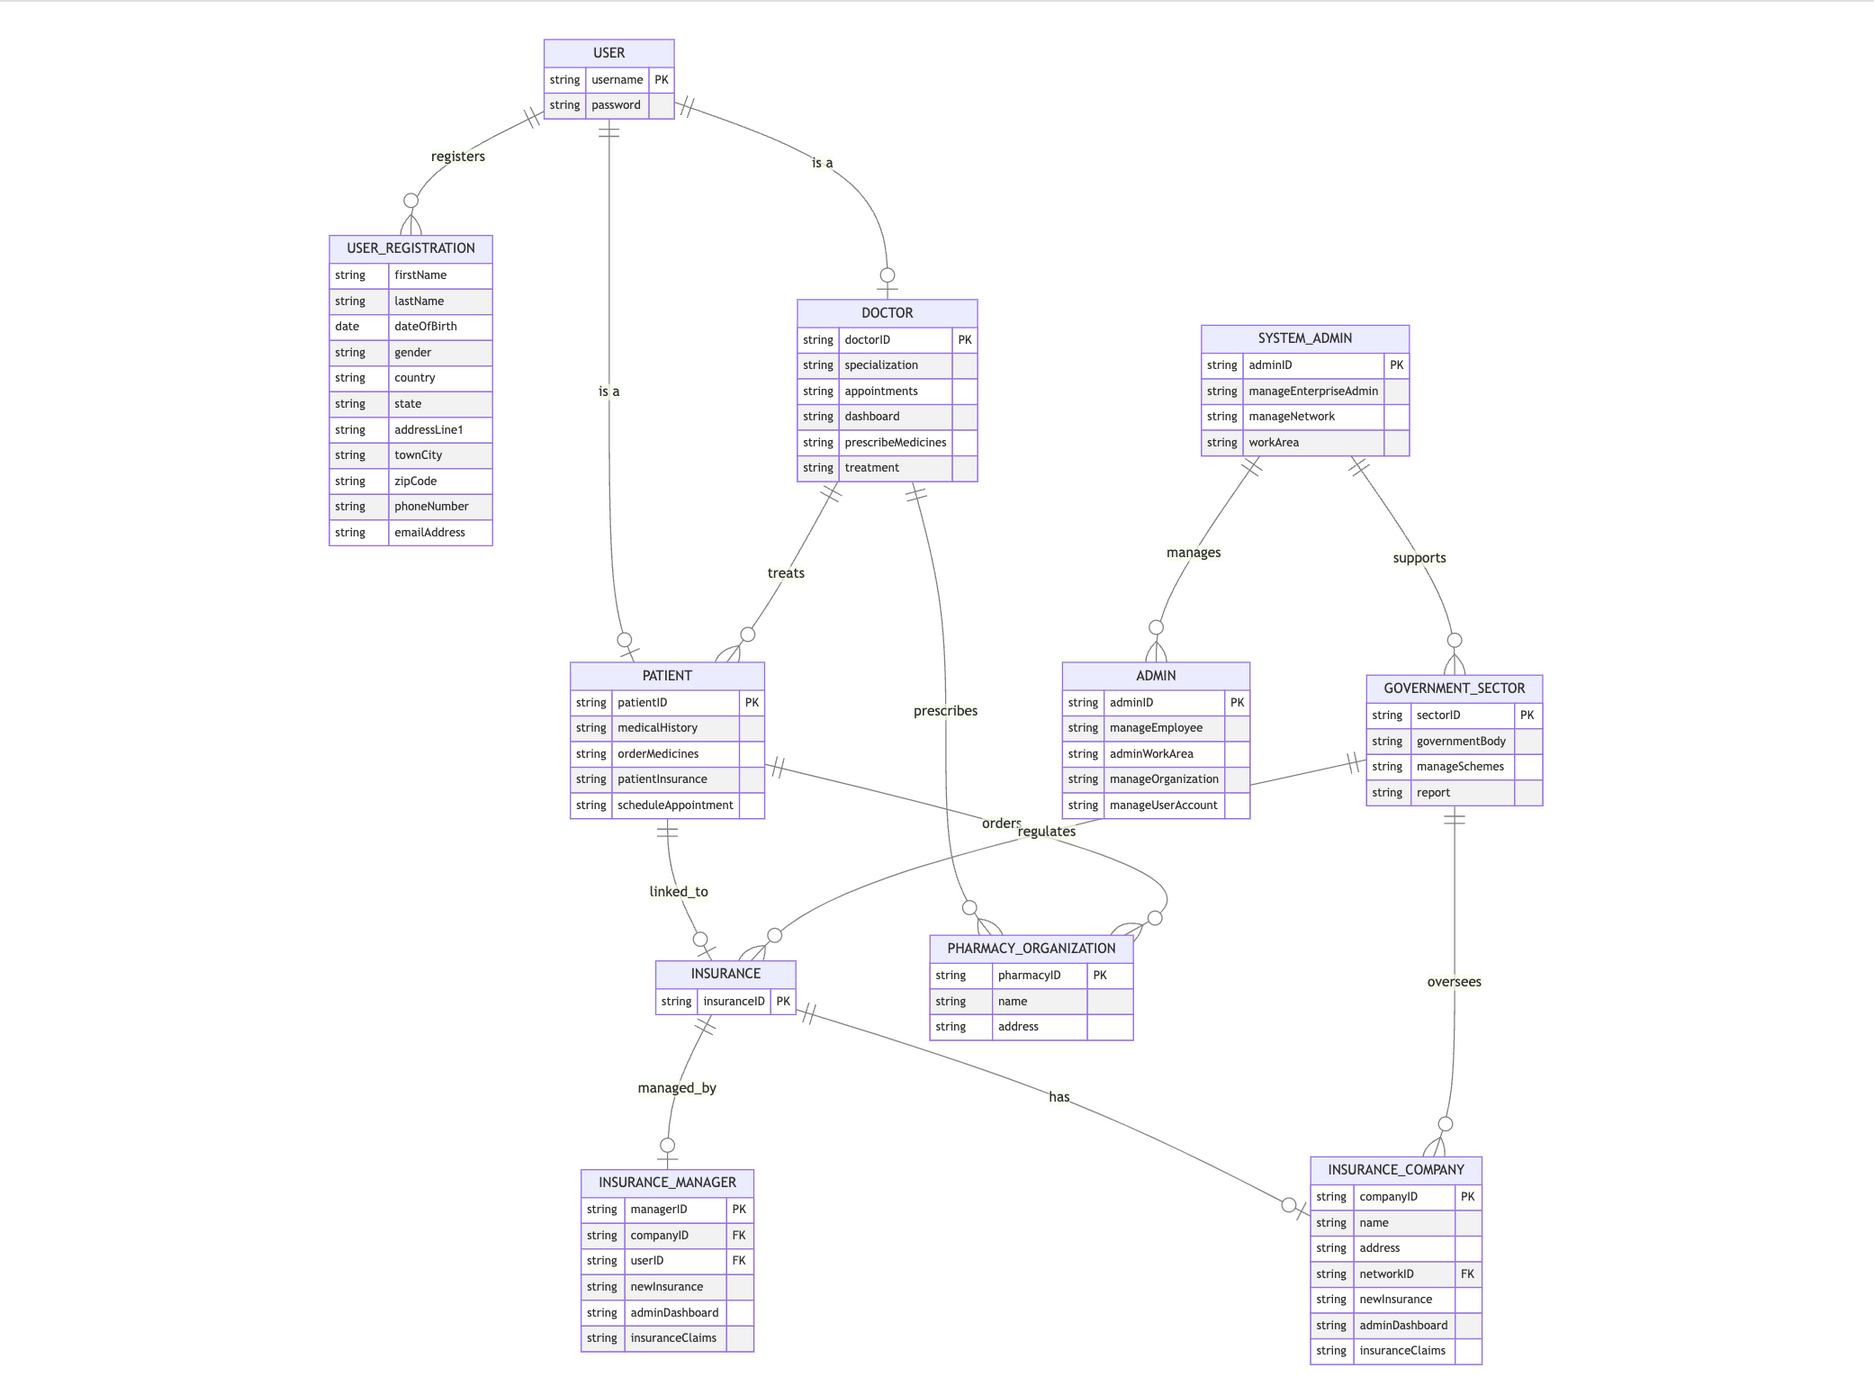 USER
string username PK
string password
registers
is a
USER_REGISTRATION
string firstName
string lastName
date dateOfBirth
string gender
string country
string state
string addressLine1
string townCity
string zipCode
string phoneNumber
string emailAddress
is a
DOCTOR
string doctorID PK
string specialization
string appointments
string dashboard
string prescribeMedicines
string treatment
SYSTEM_ADMIN
string adminID PK
string manageEnterpriseAdmin
string manageNetwork
string workArea
treats
manages
supports
PATIENT
string patientID PK
string medicalHistory
string orderMedicines
string patientInsurance
string scheduleAppointment
prescribes
ADMIN
string adminID PK
string manageEmployee
string adminWorkArea
string manageOrganization
string manageUserAccount
GOVERNMENT_SECTOR
string sectorID PK
string governmentBody
string manageSchemes
string report
orders
regulates
linked_to
INSURANCE
string insuranceID PK
PHARMACY_ORGANIZATION
string pharmacyID PK
string name
string address
oversees
managed_by
has
INSURANCE_MANAGER
string managerID PK
string companyID FK
string userID FK
string newInsurance
string adminDashboard
string insuranceClaims
INSURANCE_COMPANY
string companyID PK
string name
string address
string networkID FK
string newInsurance
string adminDashboard
string insuranceClaims